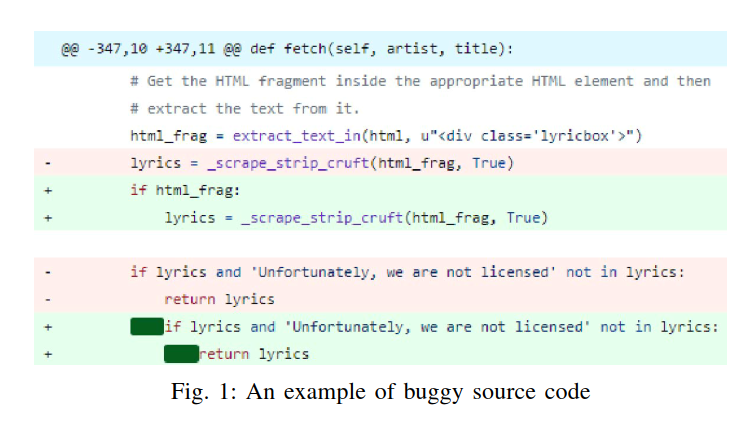 @@ -347,10 +347,11 @@ def fetch(self, artist, title):
# Get the HTML fragment inside the appropriate HTML element and then
# extract the text from it.
html_frag = extract_text_in(html, u"<div class='lyricbox'>")
- lyrics = _scrape_strip_cruft(html_frag, True)
+ if html_frag:
+ lyrics = _scrape_strip_cruft(html_frag, True)
- if lyrics and 'Unfortunately, we are not licensed' not in lyrics:
- return lyrics
+ if lyrics and 'Unfortunately, we are not licensed' not in lyrics:
+ return lyrics
Fig. 1: An example of buggy source code